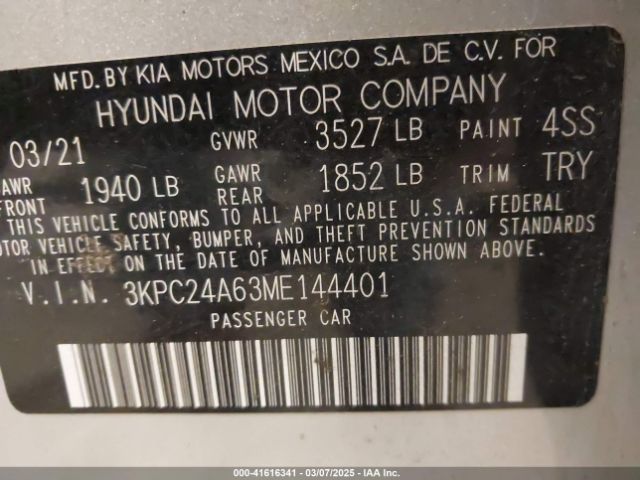 MFD. BY KIA MOTORS MEXICO S.A. DE C.V. FOR
HYUNDAI MOTOR COMPANY
03/21 GVWR 3527 LB PAINT 4SS
AWR FRONT 1940 LB GAWR REAR 1852 LB TRIM TRY
THIS VEHICLE CONFORMS TO ALL APPLICABLE U.S.A. FEDERAL
OTOR VEHICLE SAFETY, BUMPER, AND THEFT PREVENTION STANDARDS
IN EFFECT ON THE DATE OF MANUFACTURE SHOWN ABOVE.
V.I.N. 3KPC24A63ME144401
PASSENGER CAR
000-41616341 | 03/07/2025 | IAA